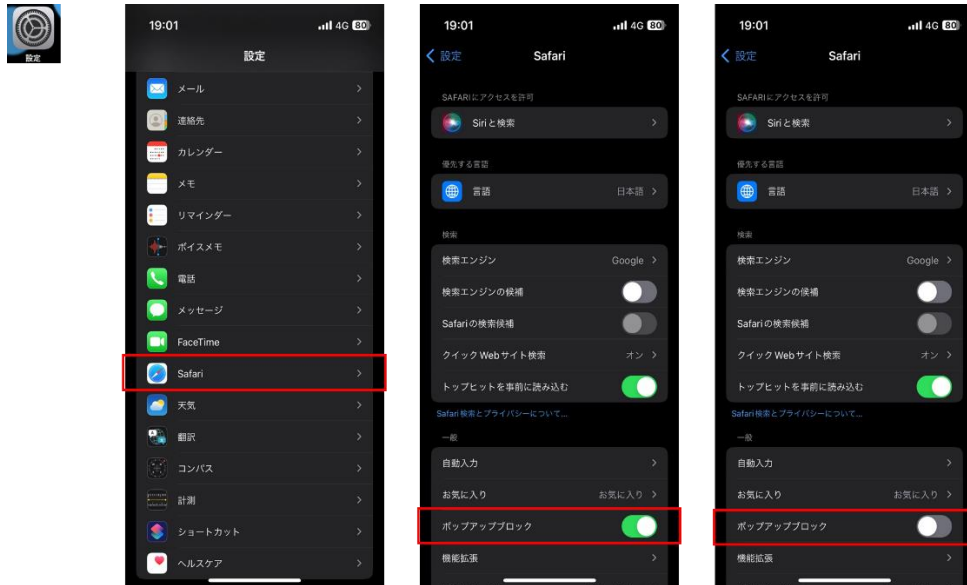 設定
19:01
4G 80
設定
メール
連絡先
カレンダー
メモ
リマインダー
ボイスメモ
電話
メッセージ
FaceTime
Safari
天気
翻訳
コンパス
計測
ショートカット
ヘルスケア
19:01
4G 80
設定
Safari
SAFARIにアクセスを許可
Siriと検索
優先する言語
言語 日本語
検索
検索エンジン Google
検索エンジンの候補
Safariの検索候補
クイックWebサイト検索 オン
トップヒットを事前に読み込む
Safari検索とプライバシーについて...
一般
自動入力
お気に入り お気に入り
ポップアップブロック
機能拡張
19:01
4G 80
設定
Safari
SAFARIにアクセスを許可
Siriと検索
優先する言語
言語 日本語
検索
検索エンジン Google
検索エンジンの候補
Safariの検索候補
クイックWebサイト検索 オン
トップヒットを事前に読み込む
Safari検索とプライバシーについて...
一般
自動入力
お気に入り お気に入り
ポップアップブロック
機能拡張